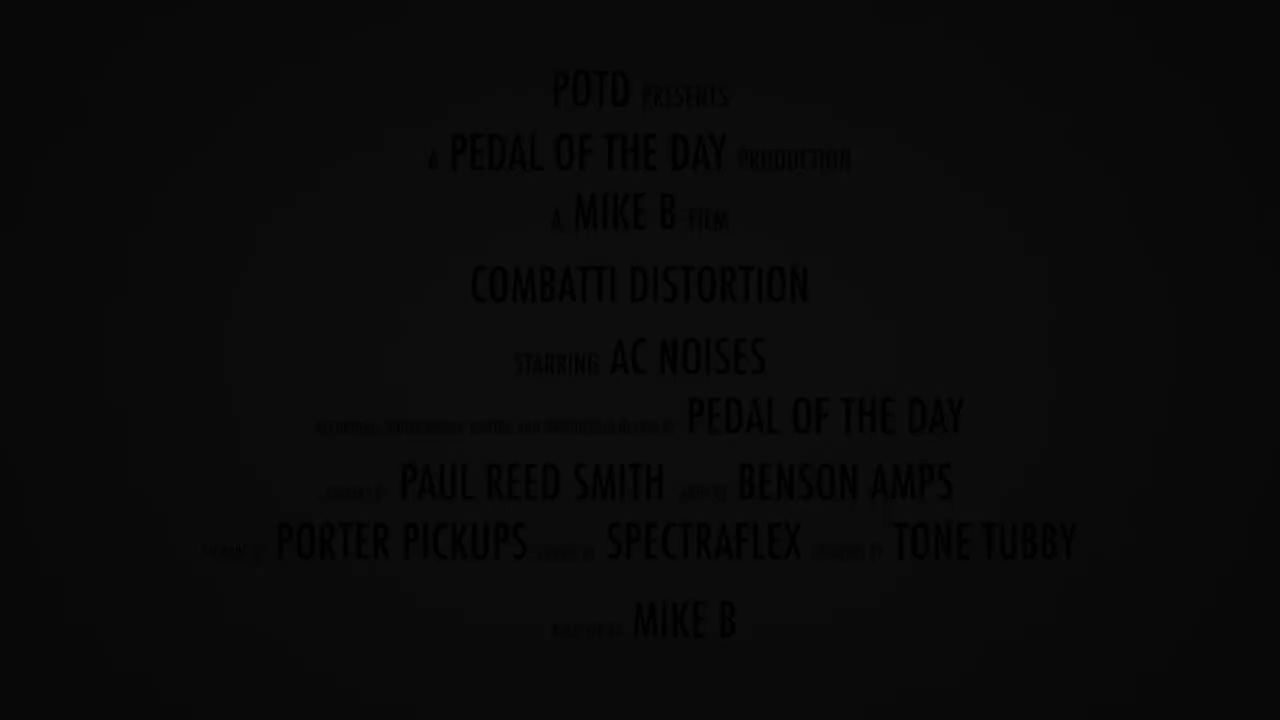 POTD PRESENTS
A PEDAL OF THE DAY PRODUCTION
A MIKE B FILM
COMBATTI DISTORTION
STARRING AC NOISES
PEDAL OF THE DAY
PAUL REED SMITH BENSON AMPS
PORTER PICKUPS SPECTRAFLEX TONE TUBBY
MIKE B